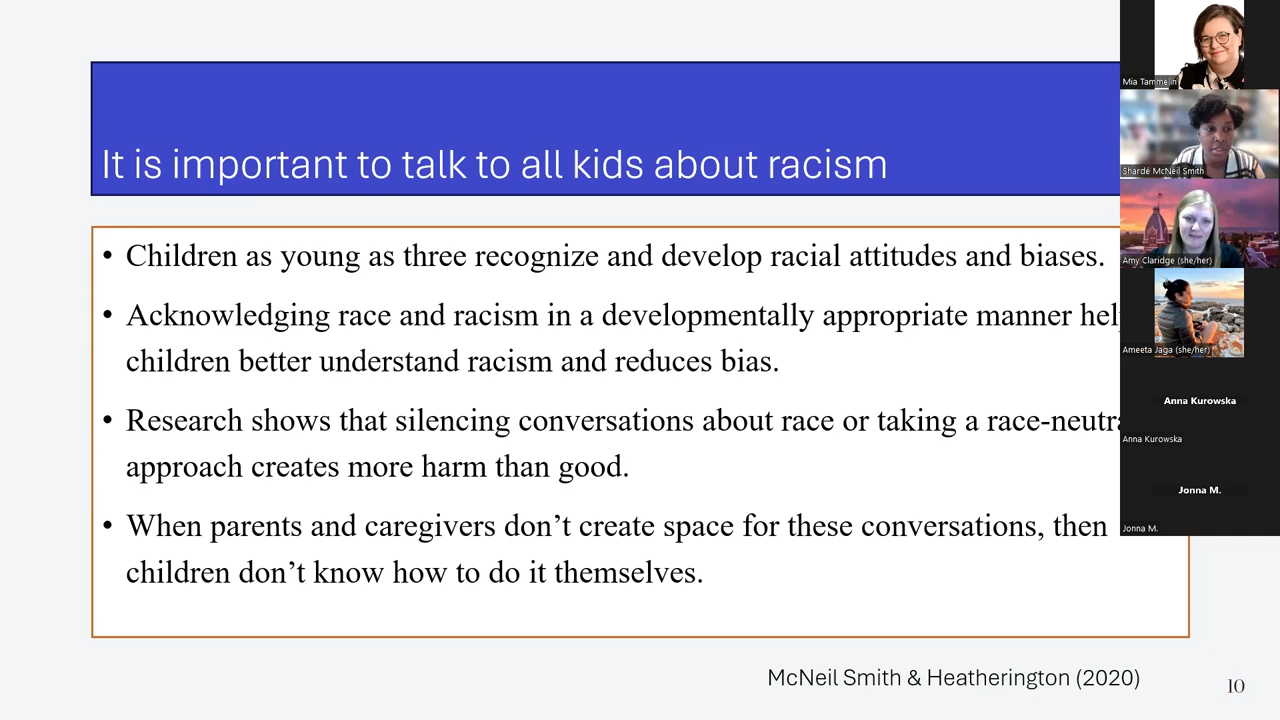 It is important to talk to all kids about racism
• Children as young as three recognize and develop racial attitudes and biases.
• Acknowledging race and racism in a developmentally appropriate manner
children better understand racism and reduces bias.
• Research shows that silencing conversations about race or taking a
approach creates more harm than good.
• When parents and caregivers don’t create space for these conversations, then
children don’t know how to do it themselves.
McNeil Smith & Heatherington (2020)
10
Mia Tammelin
Shardé McNeil Smith
Amy Claridge (she/her)
Ameeta Jaga (she/her)
Anna Kurowska
Anna Kurowska
Jonna M.
Jonna M.